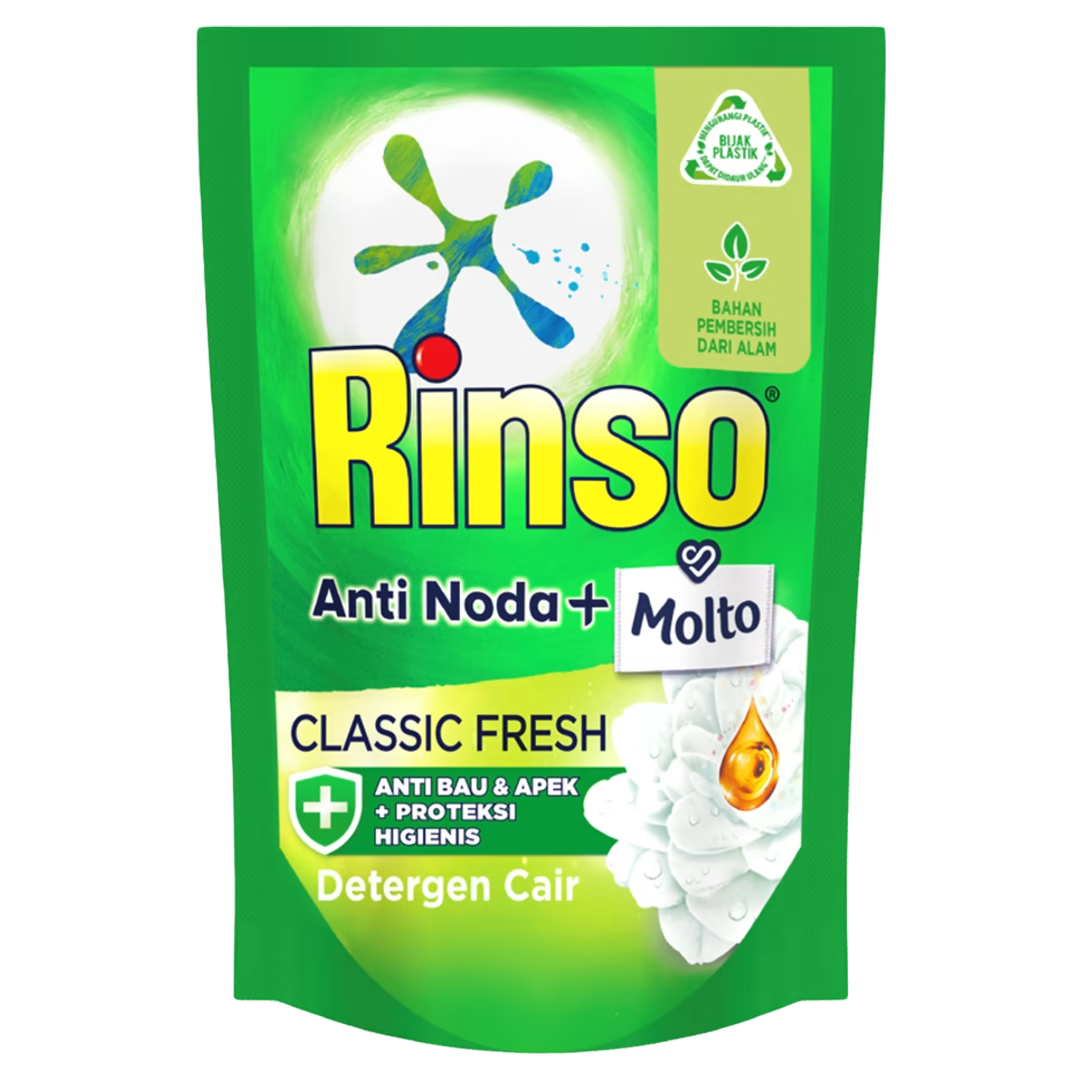 MENGURANGI PLASTIK
BIJAK
PLASTIK
DAPAT DIDAUR ULANG
BAHAN
PEMBERSIH
DARI ALAM
Rinso®
Anti Noda + Molto
CLASSIC FRESH
ANTI BAU & APEK
+ PROTEKSI
HIGIENIS
Detergen Cair